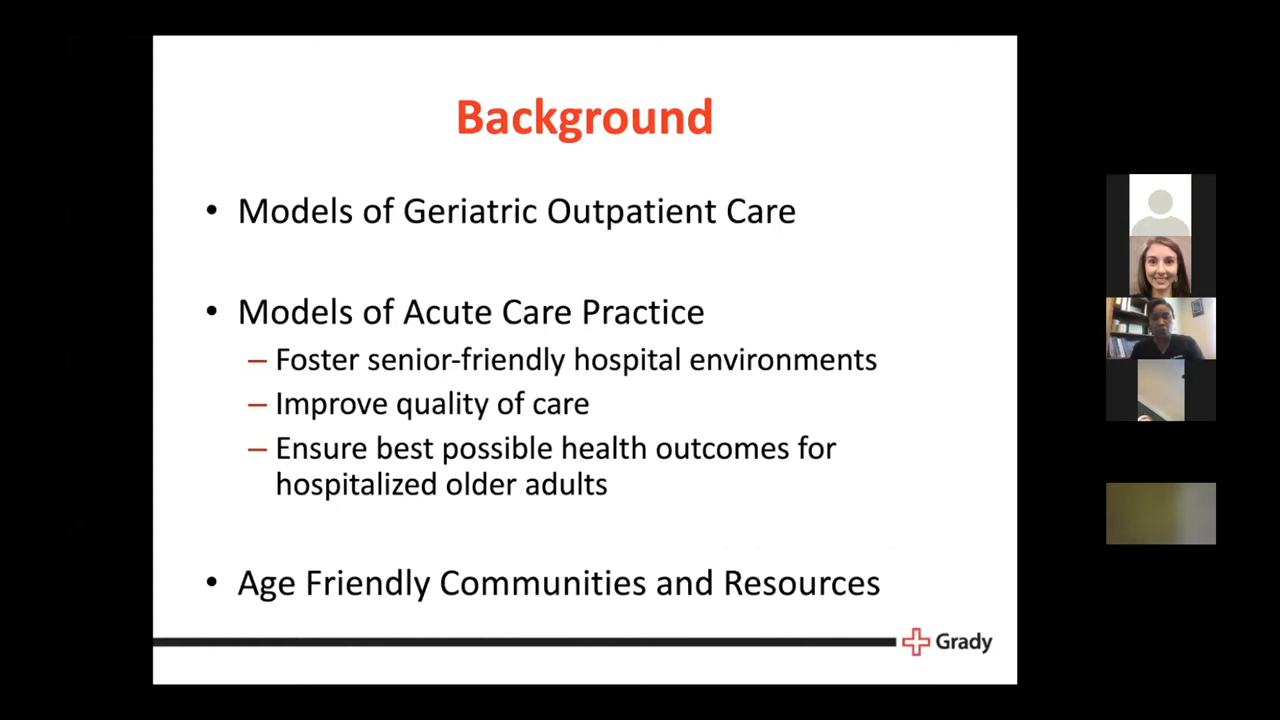 Background
• Models of Geriatric Outpatient Care
• Models of Acute Care Practice
– Foster senior-friendly hospital environments
– Improve quality of care
– Ensure best possible health outcomes for
hospitalized older adults
• Age Friendly Communities and Resources
Grady